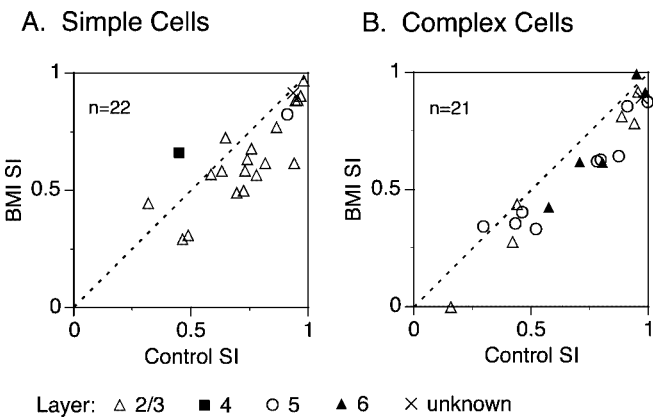 A. Simple Cells
B. Complex Cells
1
n=22
BMI SI
0.5
0
0
0.5
1
Control SI
1
n=21
BMI SI
0.5
0
0
0.5
1
Control SI
Layer: △ 2/3 ■ 4 ○ 5 ▲ 6 × unknown